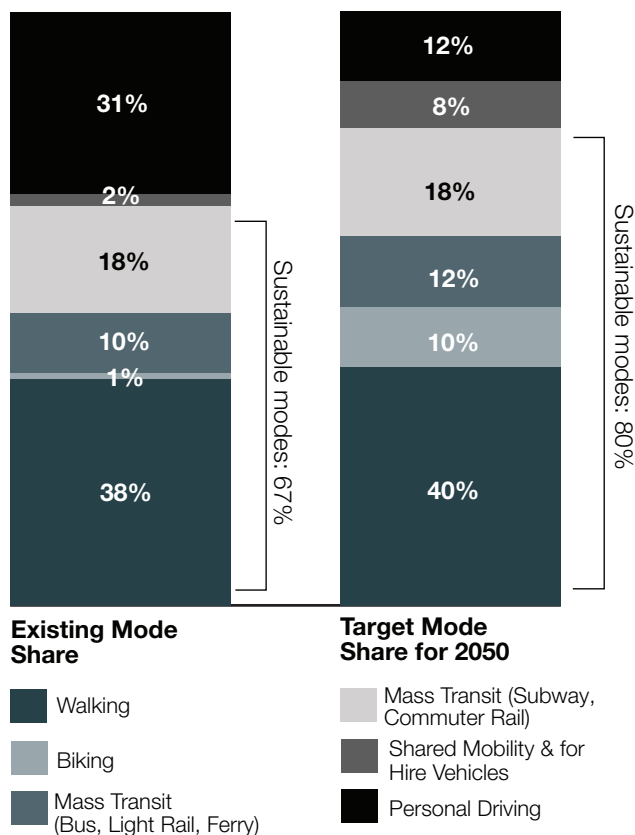 31%
2%
18%
10%
1%
38%
Sustainable modes: 67%
12%
8%
18%
12%
10%
40%
Sustainable modes: 80%
Existing Mode
Share
Target Mode
Share for 2050
Walking
Biking
Mass Transit
(Bus, Light Rail, Ferry)
Mass Transit (Subway,
Commuter Rail)
Shared Mobility & for
Hire Vehicles
Personal Driving